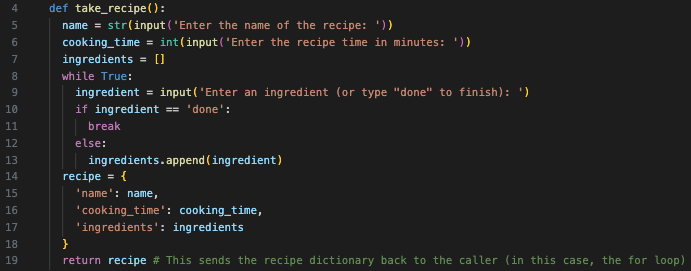 4 def take_recipe():
5   name = str(input('Enter the name of the recipe: '))
6   cooking_time = int(input('Enter the recipe time in minutes: '))
7   ingredients = []
8   while True:
9     ingredient = input('Enter an ingredient (or type "done" to finish): ')
10     if ingredient == 'done':
11       break
12     else:
13       ingredients.append(ingredient)
14   recipe = {
15     'name': name,
16     'cooking_time': cooking_time,
17     'ingredients': ingredients
18   }
19   return recipe # This sends the recipe dictionary back to the caller (in this case, the for loop)